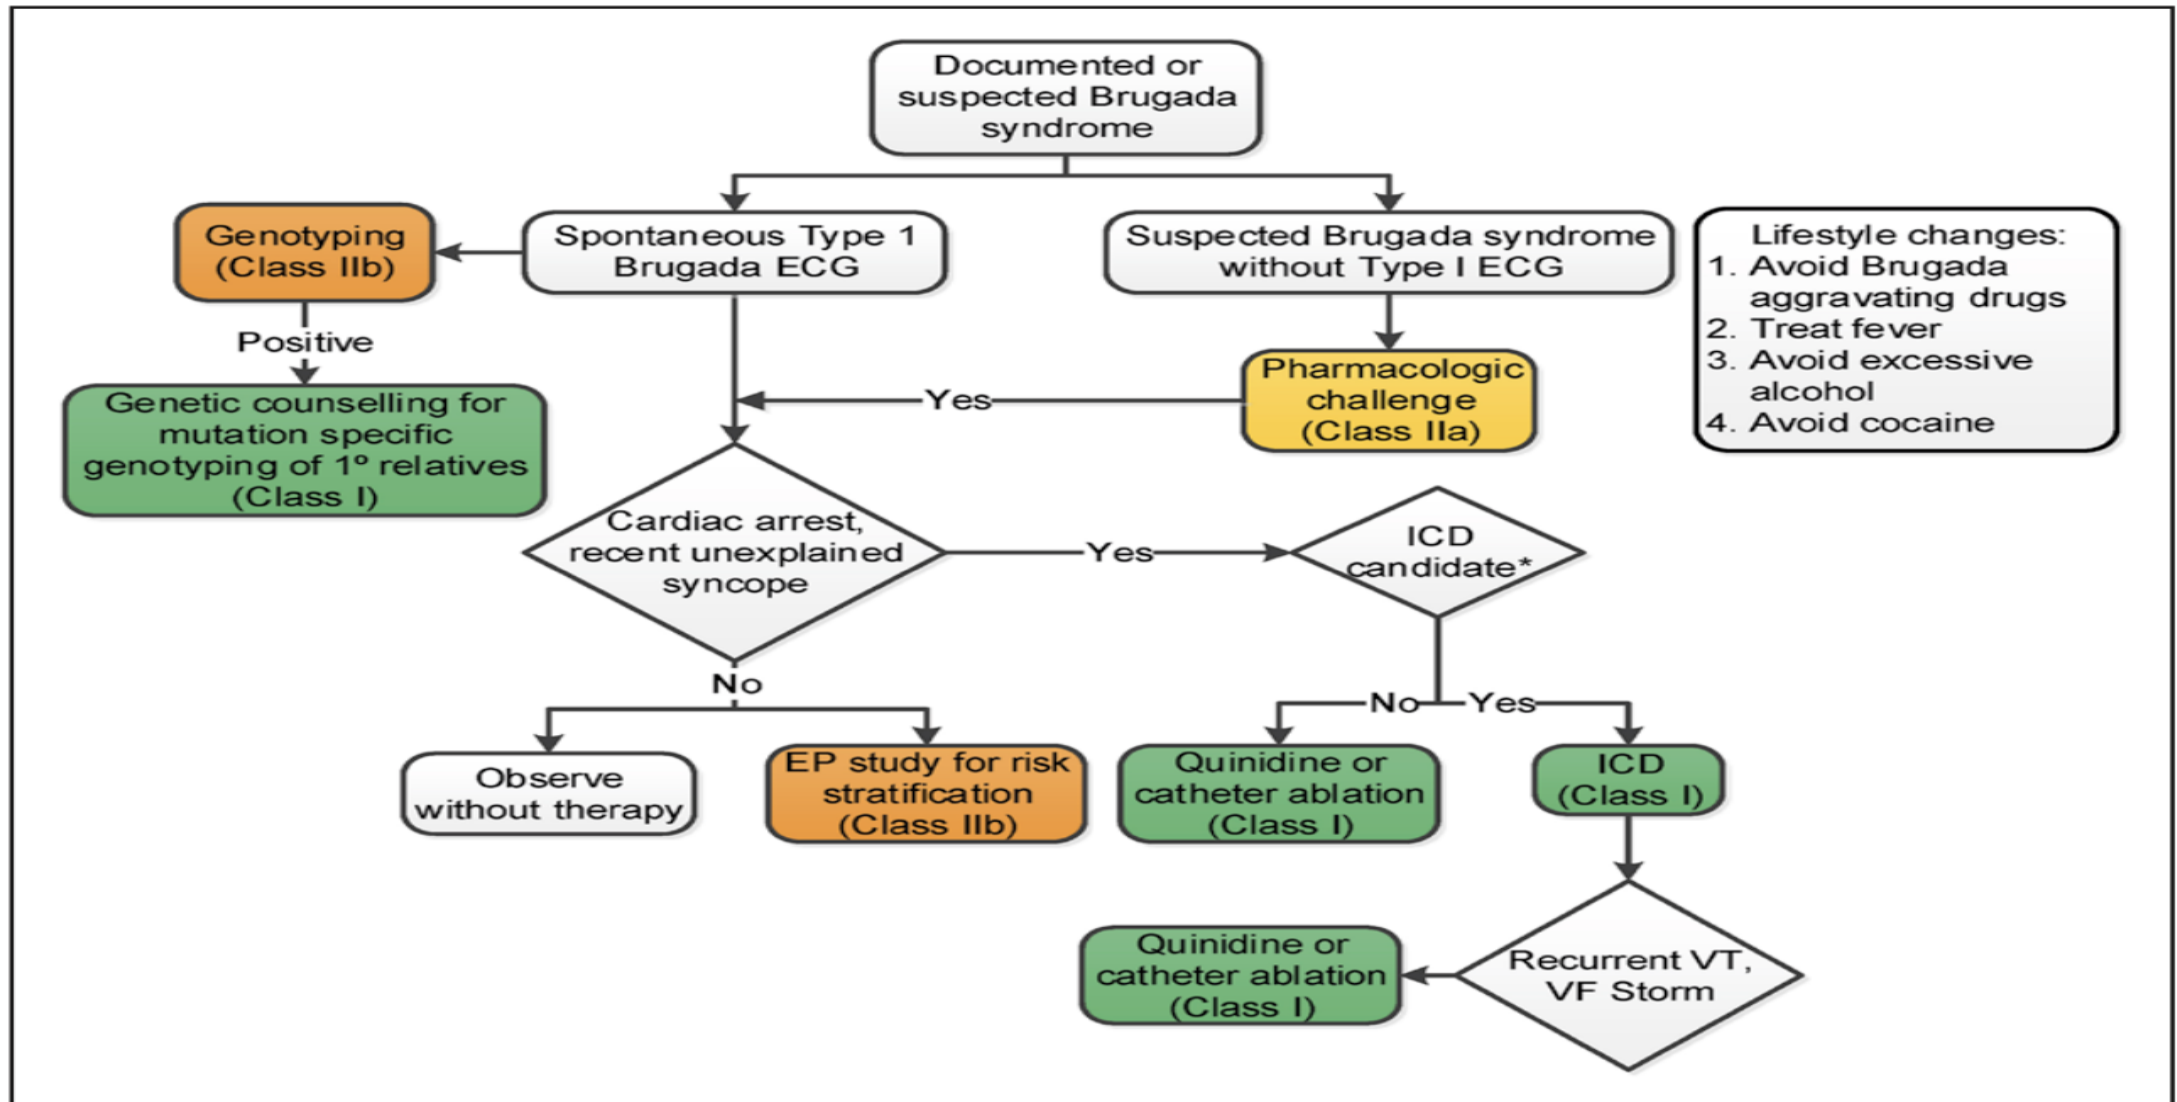 Documented or
suspected Brugada
syndrome
Genotyping
(Class IIb)
Spontaneous Type 1
Brugada ECG
Suspected Brugada syndrome
without Type I ECG
Lifestyle changes:
1. Avoid Brugada
aggravating drugs
2. Treat fever
3. Avoid excessive
alcohol
4. Avoid cocaine
Positive
Genetic counselling for
mutation specific
genotyping of 1º relatives
(Class I)
Yes
Pharmacologic
challenge
(Class IIa)
Cardiac arrest,
recent unexplained
syncope
Yes
ICD
candidate*
No
No
Yes
Observe
without therapy
EP study for risk
stratification
(Class IIb)
Quinidine or
catheter ablation
(Class I)
ICD
(Class I)
Quinidine or
catheter ablation
(Class I)
Recurrent VT,
VF Storm